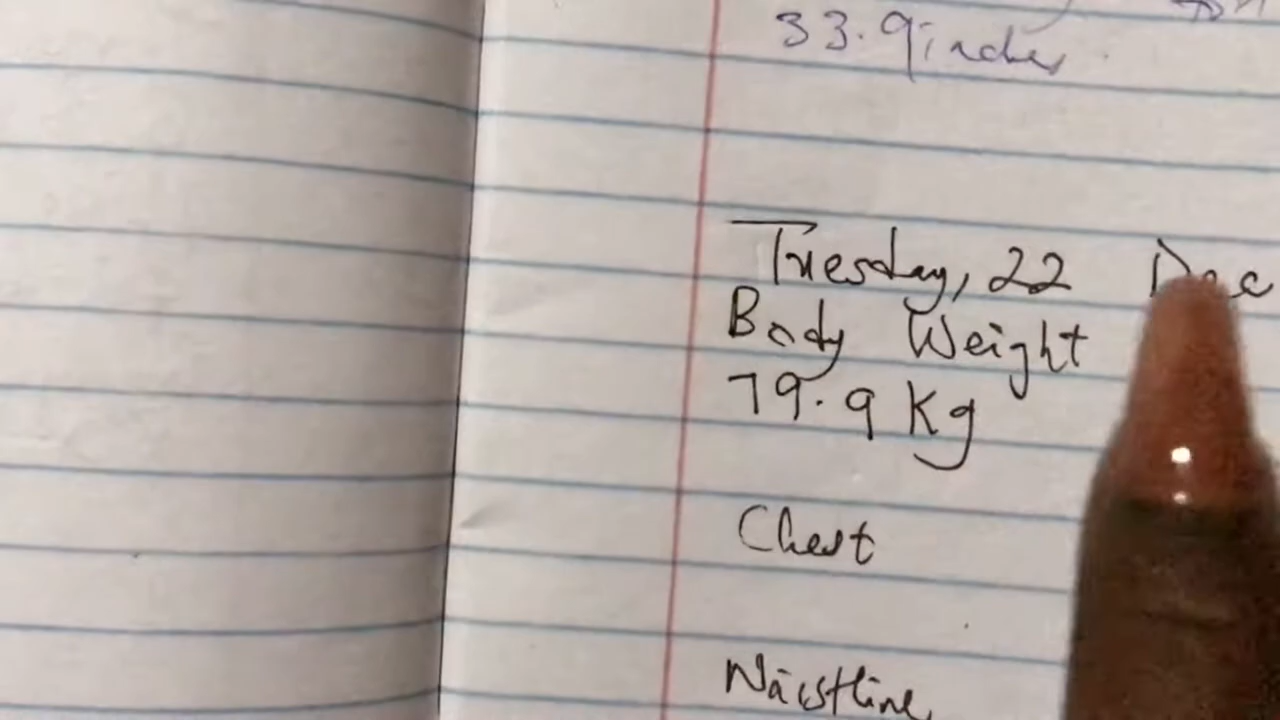 33.9 inches
Tuesday, 22 Dec
Body Weight
79.9 Kg
Chest
Waistline